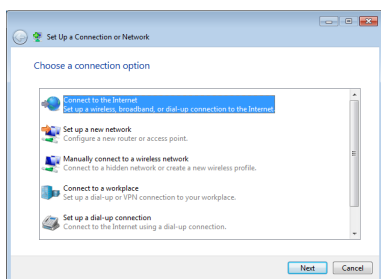 Set Up a Connection or Network
Choose a connection option
Connect to the Internet
Set up a wireless, broadband, or dial-up connection to the Internet.
Set up a new network
Configure a new router or access point.
Manually connect to a wireless network
Connect to a hidden network or create a new wireless profile.
Connect to a workplace
Set up a dial-up or VPN connection to your workplace.
Set up a dial-up connection
Connect to the Internet using a dial-up connection.
Next
Cancel